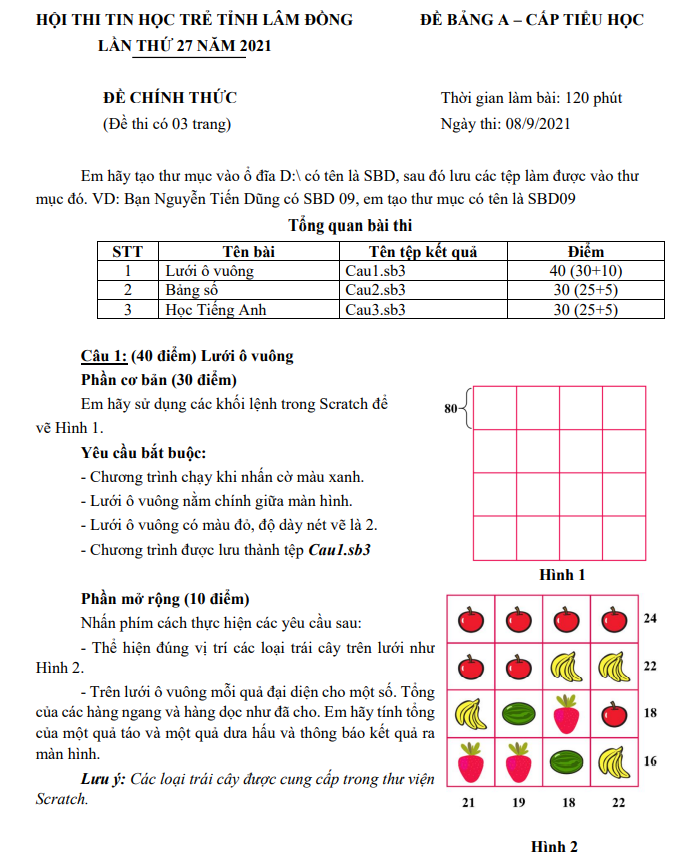 HỘI THI TIN HỌC TRẺ TỈNH LÂM ĐỒNG
LẦN THỨ 27 NĂM 2021
ĐỀ BẢNG A – CẤP TIỂU HỌC
ĐỀ CHÍNH THỨC
(Đề thi có 03 trang)
Thời gian làm bài: 120 phút
Ngày thi: 08/9/2021
Em hãy tạo thư mục vào ổ đĩa D:\ có tên là SBD, sau đó lưu các tệp làm được vào thư
mục đó. VD: Bạn Nguyễn Tiến Dũng có SBD 09, em tạo thư mục có tên là SBD09
Tổng quan bài thi
STT Tên bài Tên tệp kết quả Điểm
1 Lưới ô vuông Cau1.sb3 40 (30+10)
2 Bảng số Cau2.sb3 30 (25+5)
3 Học Tiếng Anh Cau3.sb3 30 (25+5)
Câu 1: (40 điểm) Lưới ô vuông
Phần cơ bản (30 điểm)
Em hãy sử dụng các khối lệnh trong Scratch để
vẽ Hình 1.
Yêu cầu bắt buộc:
- Chương trình chạy khi nhấn cờ màu xanh.
- Lưới ô vuông nằm chính giữa màn hình.
- Lưới ô vuông có màu đỏ, độ dày nét vẽ là 2.
- Chương trình được lưu thành tệp Cau1.sb3
80
Hình 1
Phần mở rộng (10 điểm)
Nhấn phím cách thực hiện các yêu cầu sau:
- Thể hiện đúng vị trí các loại trái cây trên lưới như
Hình 2.
- Trên lưới ô vuông mỗi quả đại diện cho một số. Tổng
của các hàng ngang và hàng dọc như đã cho. Em hãy tính tổng
của một quả táo và một quả dưa hấu và thông báo kết quả ra
màn hình.
Lưu ý: Các loại trái cây được cung cấp trong thư viện
Scratch.
24
22
18
16
21 19 18 22
Hình 2